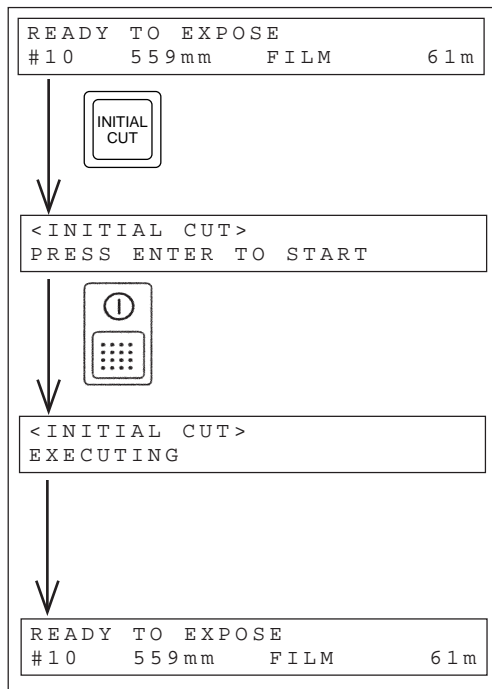 READY TO EXPOSE
#10 559mm FILM 61m
INITIAL
CUT
<INITIAL CUT>
PRESS ENTER TO START
<INITIAL CUT>
EXECUTING
READY TO EXPOSE
#10 559mm FILM 61m